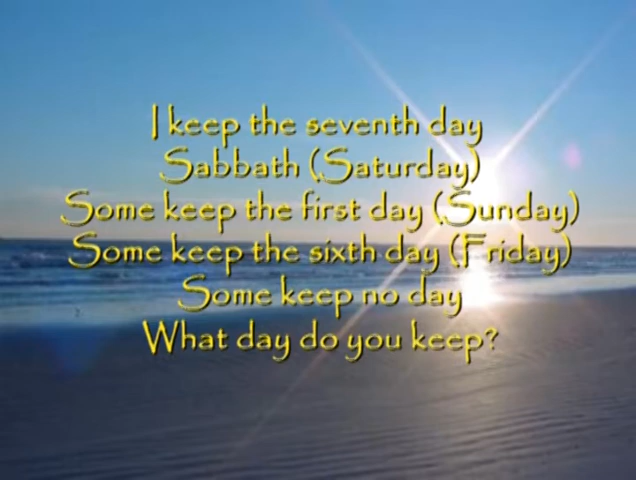 I keep the seventh day
Sabbath (Saturday)
Some keep the first day (Sunday)
Some keep the sixth day (Friday)
Some keep no day
What day do you keep?